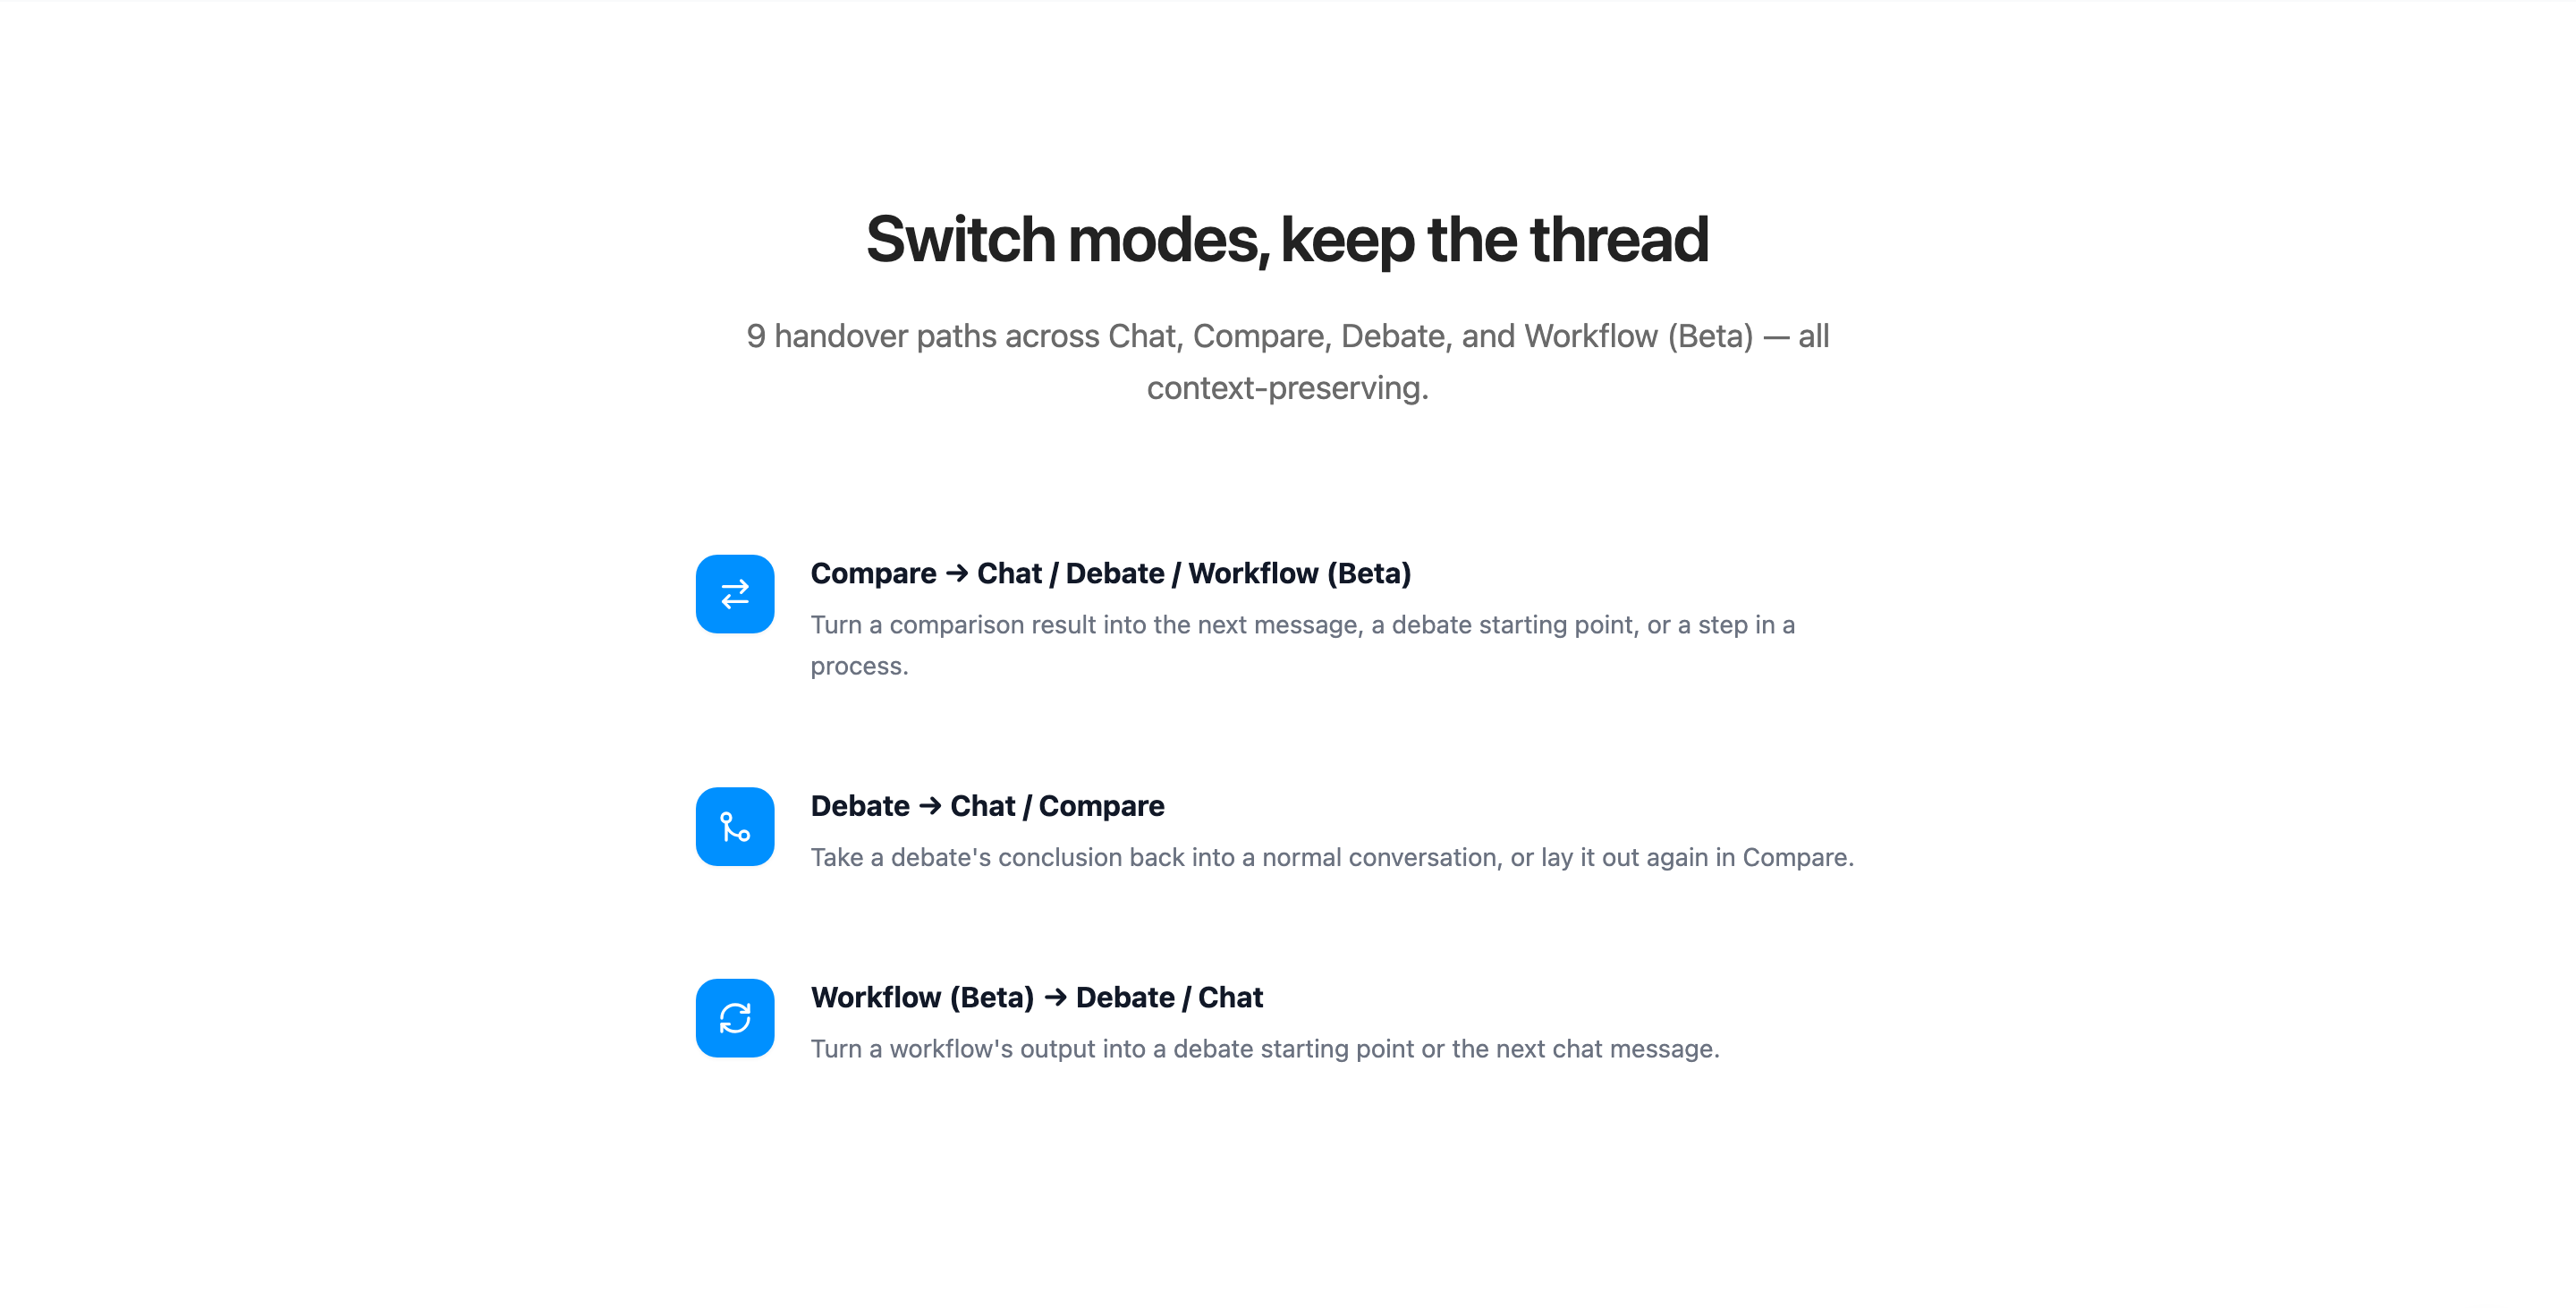 Switch modes, keep the thread
9 handover paths across Chat, Compare, Debate, and Workflow (Beta) — all
context-preserving.
Compare → Chat / Debate / Workflow (Beta)
Turn a comparison result into the next message, a debate starting point, or a step in a
process.
Debate → Chat / Compare
Take a debate's conclusion back into a normal conversation, or lay it out again in Compare.
Workflow (Beta) → Debate / Chat
Turn a workflow's output into a debate starting point or the next chat message.